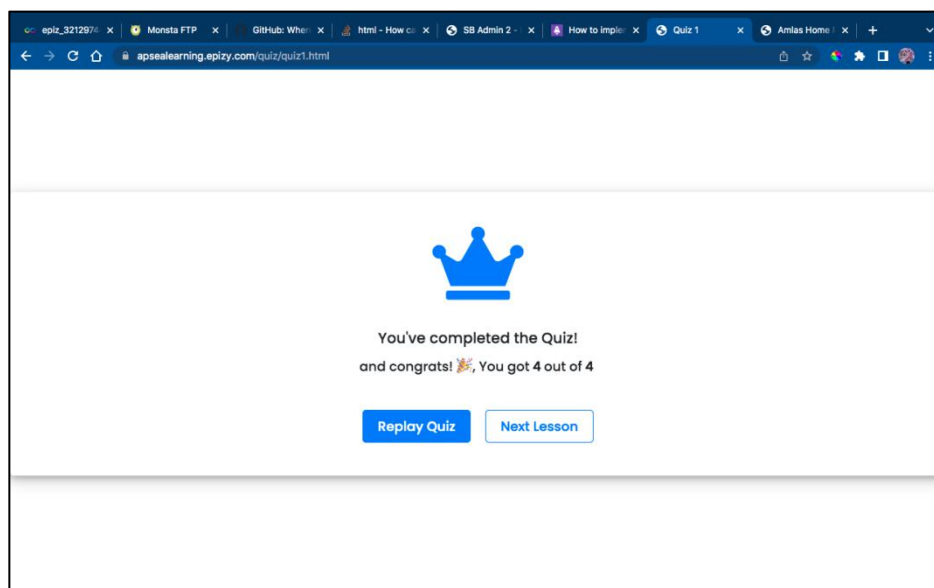 epiz_3212974
Monsta FTP
GitHub: When
html - How ca
SB Admin 2 -
How to implem
Quiz 1
Amlas Home
apsealearning.epizy.com/quiz/quiz1.html
You've completed the Quiz!
and congrats! 🎉, You got 4 out of 4
Replay Quiz
Next Lesson